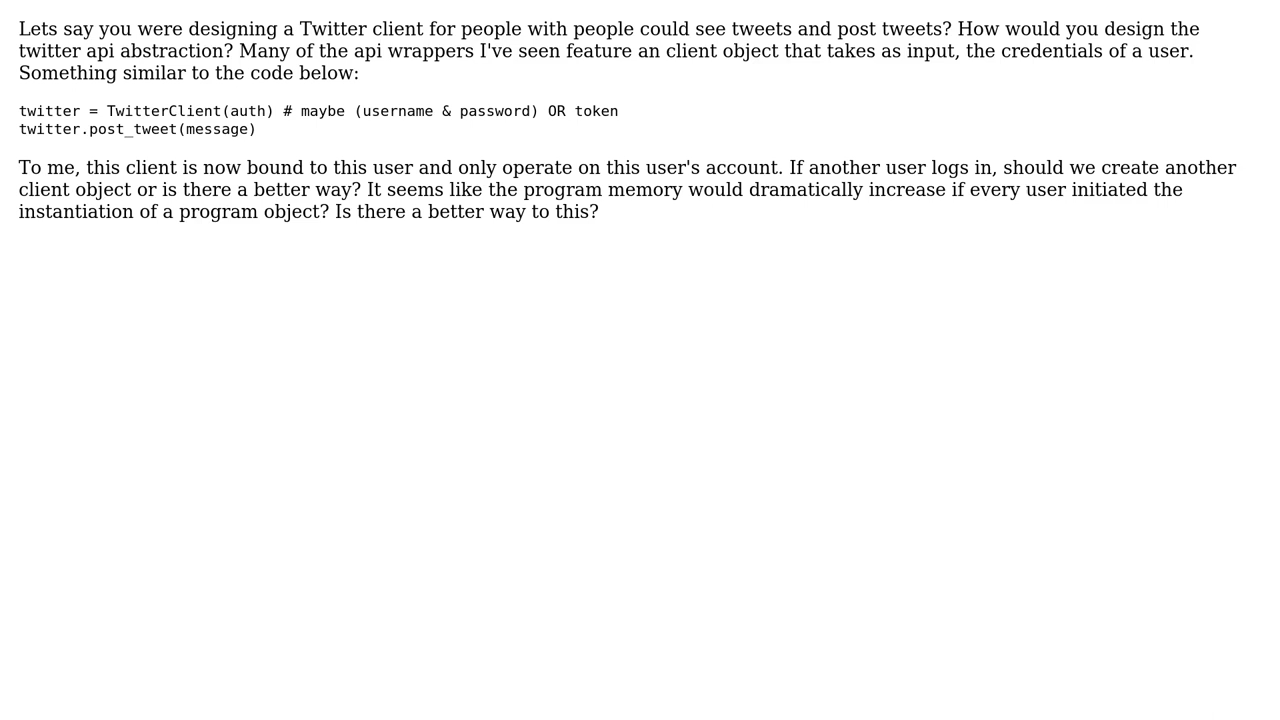 Lets say you were designing a Twitter client for people with people could see tweets and post tweets? How would you design the
twitter api abstraction? Many of the api wrappers I've seen feature an client object that takes as input, the credentials of a user.
Something similar to the code below:
twitter = TwitterClient(auth) # maybe (username & password) OR token
twitter.post_tweet(message)
To me, this client is now bound to this user and only operate on this user's account. If another user logs in, should we create another
client object or is there a better way? It seems like the program memory would dramatically increase if every user initiated the
instantiation of a program object? Is there a better way to this?